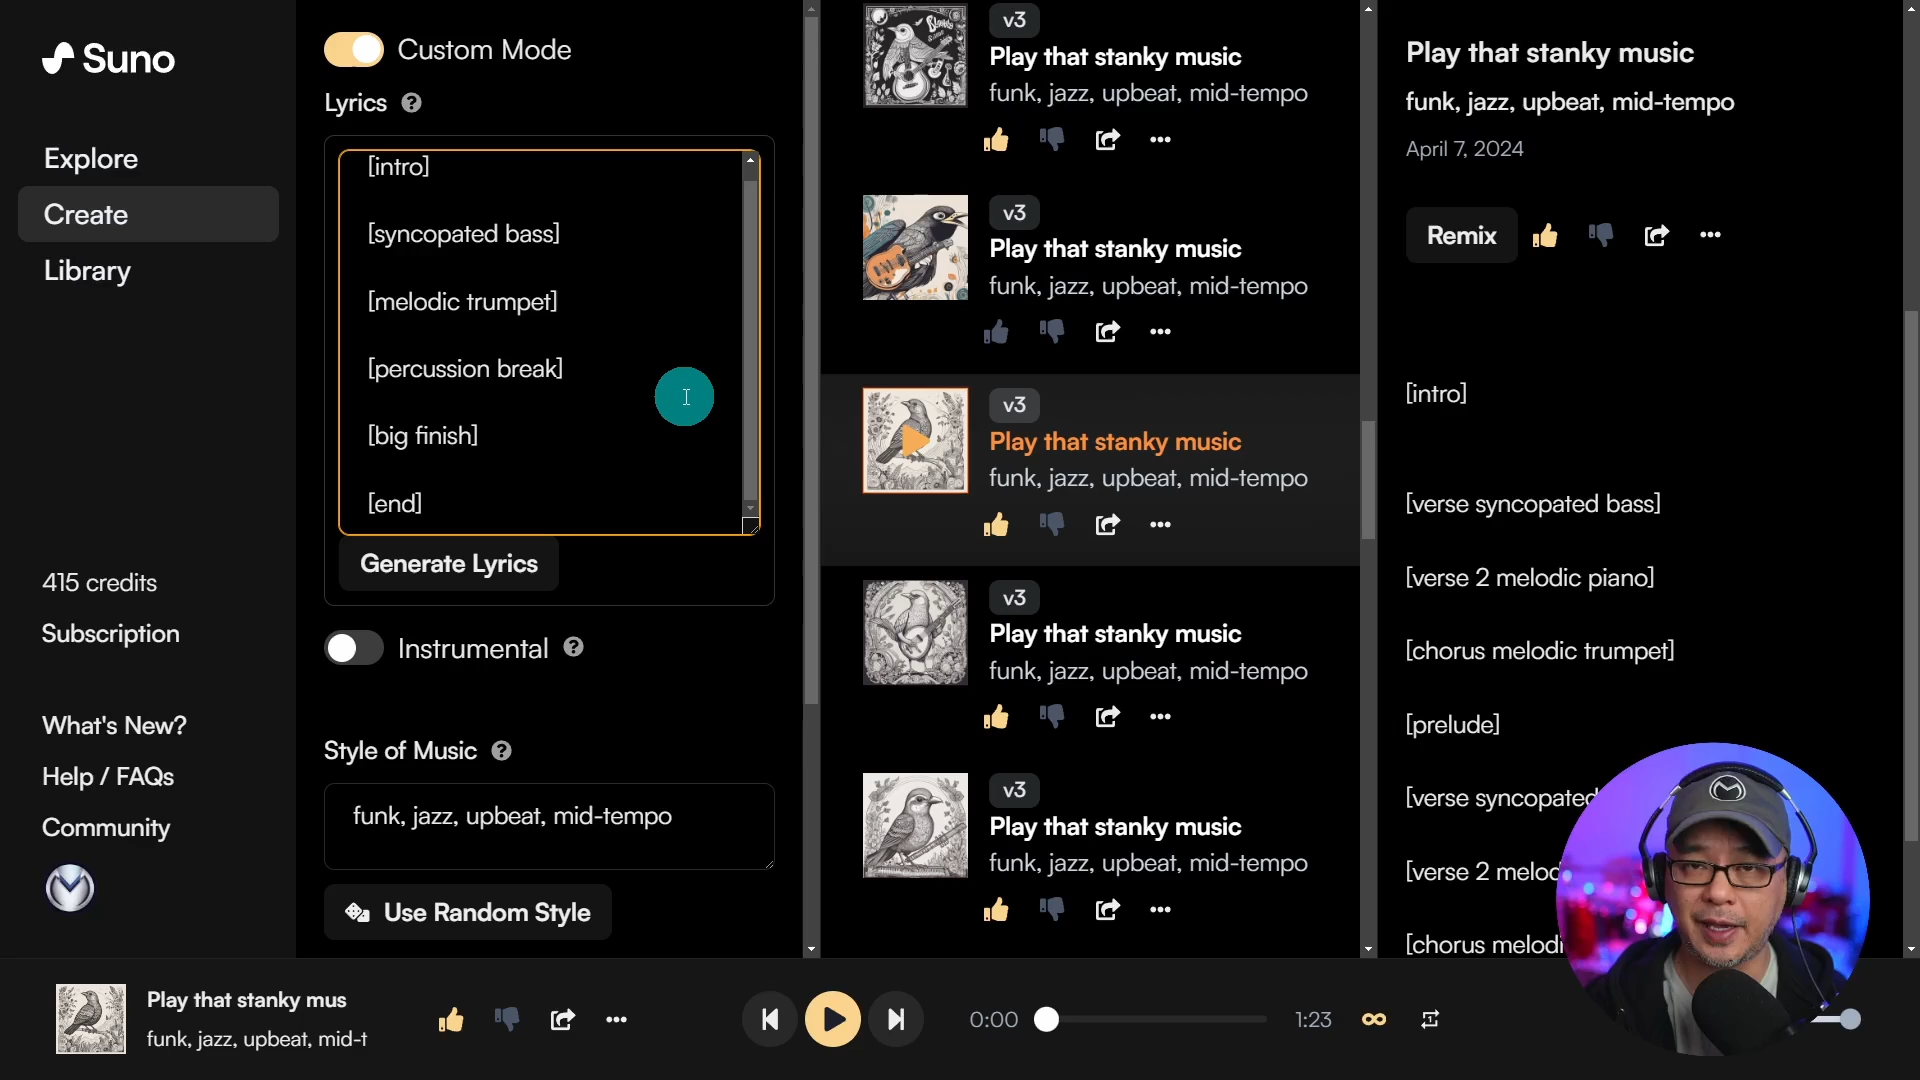 Suno
Explore
Create
Library
415 credits
Subscription
What's New?
Help / FAQs
Community
Custom Mode
Lyrics
[intro]
[syncopated bass]
[melodic trumpet]
[percussion break]
[big finish]
[end]
Generate Lyrics
Instrumental
Style of Music
funk, jazz, upbeat, mid-tempo
Use Random Style
v3
Play that stanky music
funk, jazz, upbeat, mid-tempo
v3
Play that stanky music
funk, jazz, upbeat, mid-tempo
v3
Play that stanky music
funk, jazz, upbeat, mid-tempo
v3
Play that stanky music
funk, jazz, upbeat, mid-tempo
v3
Play that stanky music
funk, jazz, upbeat, mid-tempo
Play that stanky music
funk, jazz, upbeat, mid-tempo
April 7, 2024
Remix
[intro]
[verse syncopated bass]
[verse 2 melodic piano]
[chorus melodic trumpet]
[prelude]
[verse syncopated
[verse 2 meloc
[chorus melodi
Play that stanky mus
funk, jazz, upbeat, mid-t
0:00
1:23